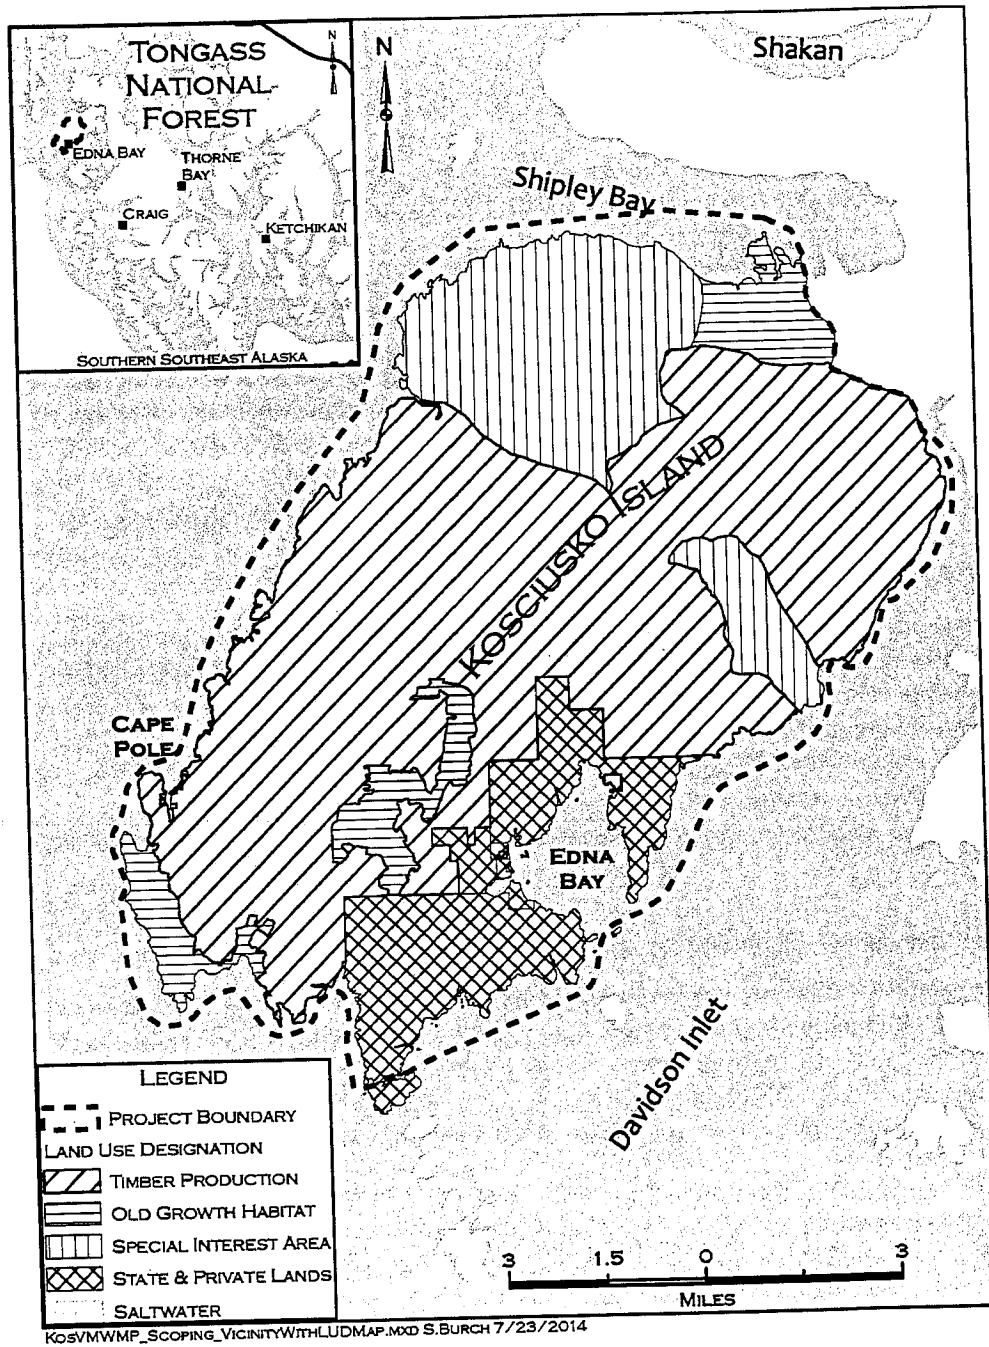 TONGASS
NATIONAL
FOREST
N
EDNA BAY
THORNE
BAY
CRAIG
KETCHIKAN
SOUTHERN SOUTHEAST ALASKA
N
Shakan
Shipley Bay
KOSCIUSKO ISLAND
CAPE
POLE
EDNA
BAY
Davidson Inlet
LEGEND
PROJECT BOUNDARY
LAND USE DESIGNATION
TIMBER PRODUCTION
OLD GROWTH HABITAT
SPECIAL INTEREST AREA
STATE & PRIVATE LANDS
SALTWATER
3 1.5 0 3
MILES
KOSVMWMP_SCOPING_VICINITYWITHLUDMAP.MXD S.BURCH 7/23/2014